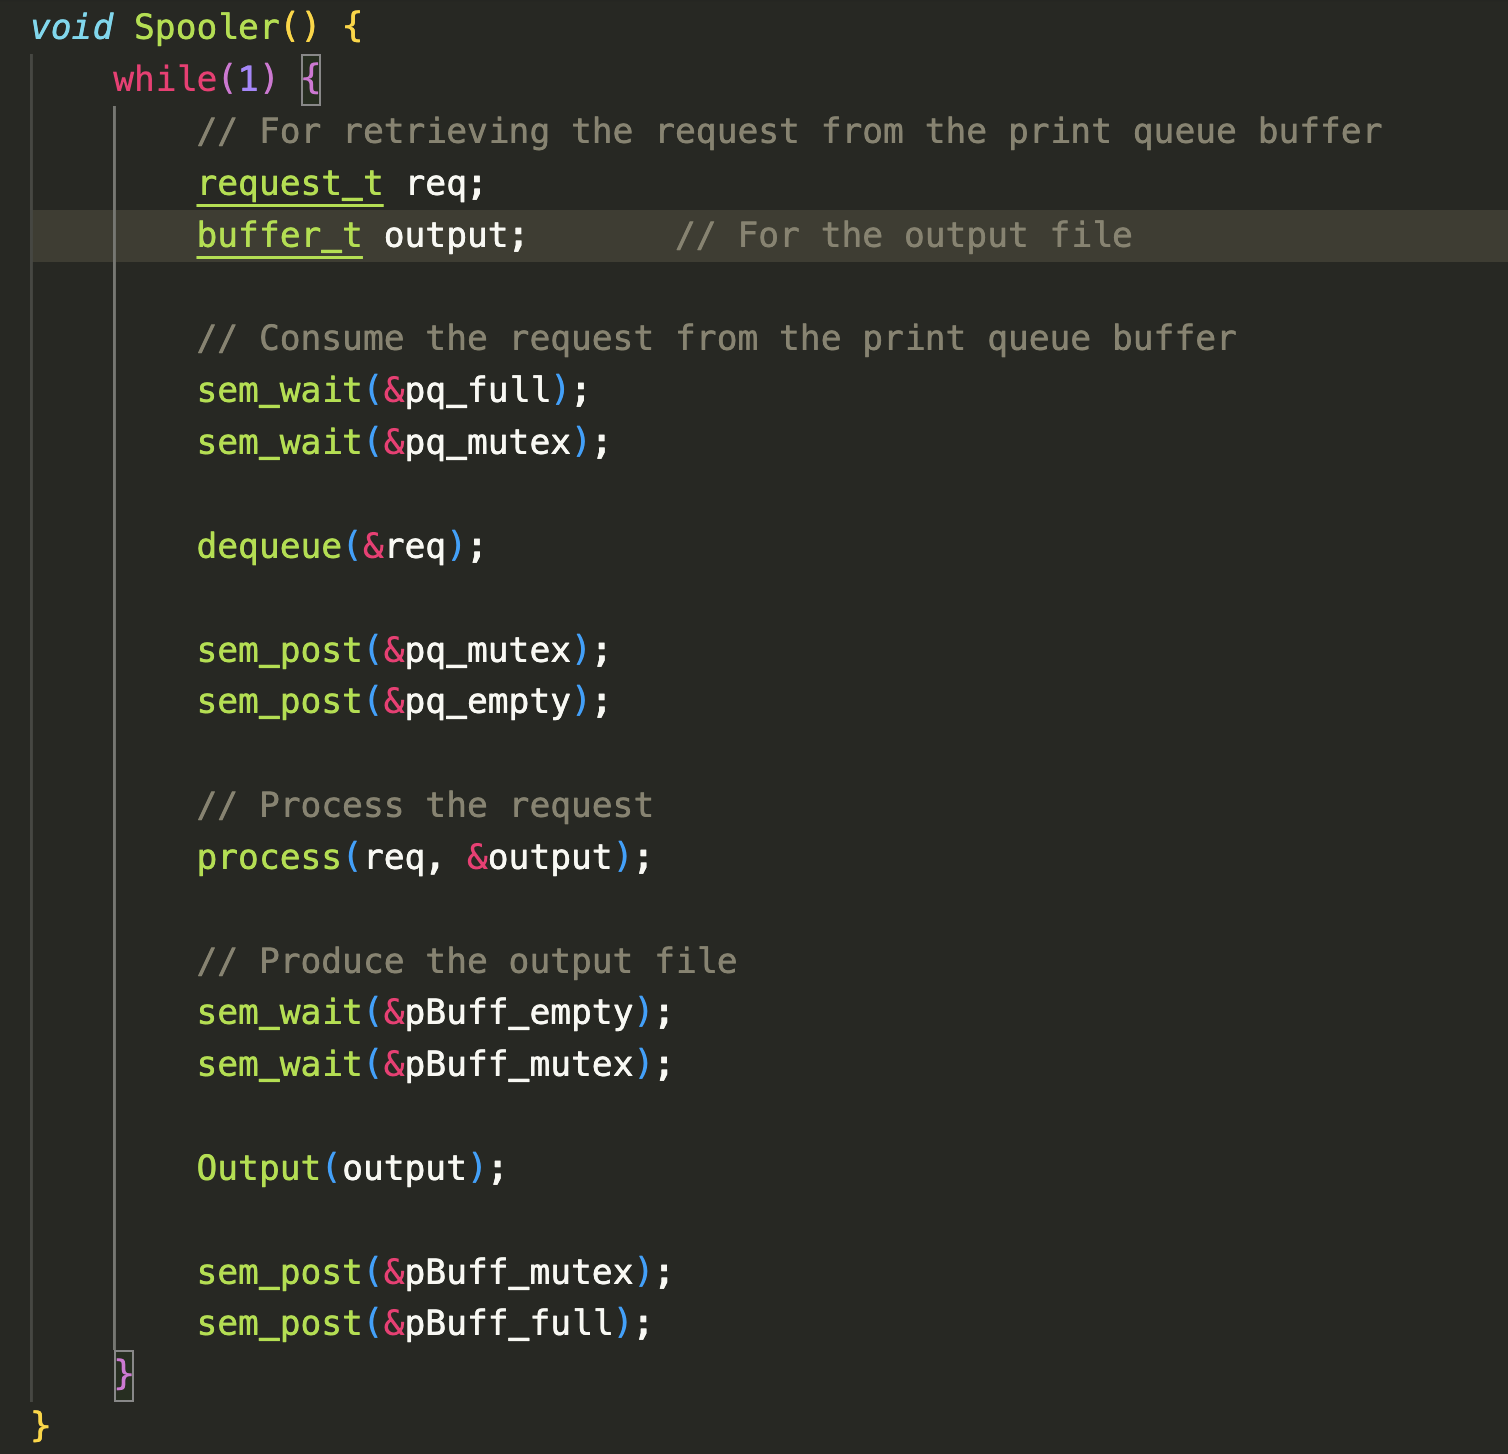 void Spooler() {
    while(1) {
        // For retrieving the request from the print queue buffer
        request_t req;
        buffer_t output;       // For the output file

        // Consume the request from the print queue buffer
        sem_wait(&pq_full);
        sem_wait(&pq_mutex);

        dequeue(&req);

        sem_post(&pq_mutex);
        sem_post(&pq_empty);

        // Process the request
        process(req, &output);

        // Produce the output file
        sem_wait(&pBuff_empty);
        sem_wait(&pBuff_mutex);

        Output(output);

        sem_post(&pBuff_mutex);
        sem_post(&pBuff_full);
    }
}